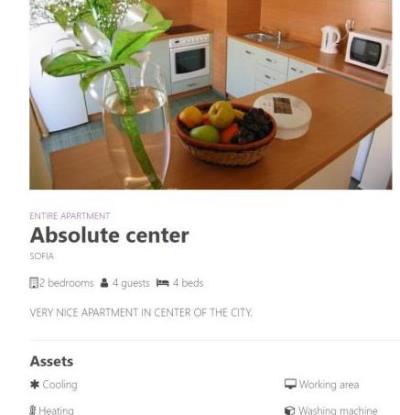 ENTIRE APARTMENT
Absolute center
SOFIA
2 bedrooms 4 guests 4 beds
VERY NICE APARTMENT IN CENTER OF THE CITY.
Assets
Cooling Working area
Heating Washing machine